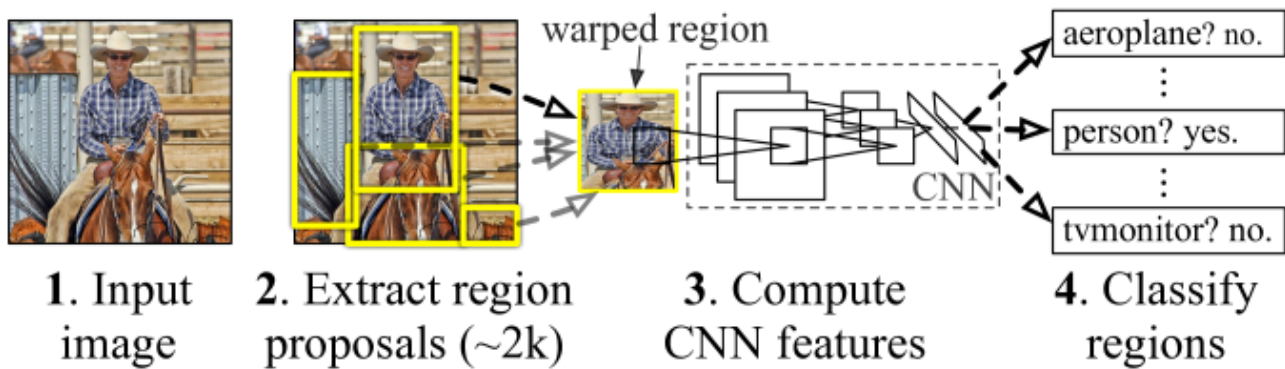 warped region
aeroplane? no.
⋮
person? yes.
⋮
tvmonitor? no.
CNN
1. Input
image
2. Extract region
proposals (~2k)
3. Compute
CNN features
4. Classify
regions